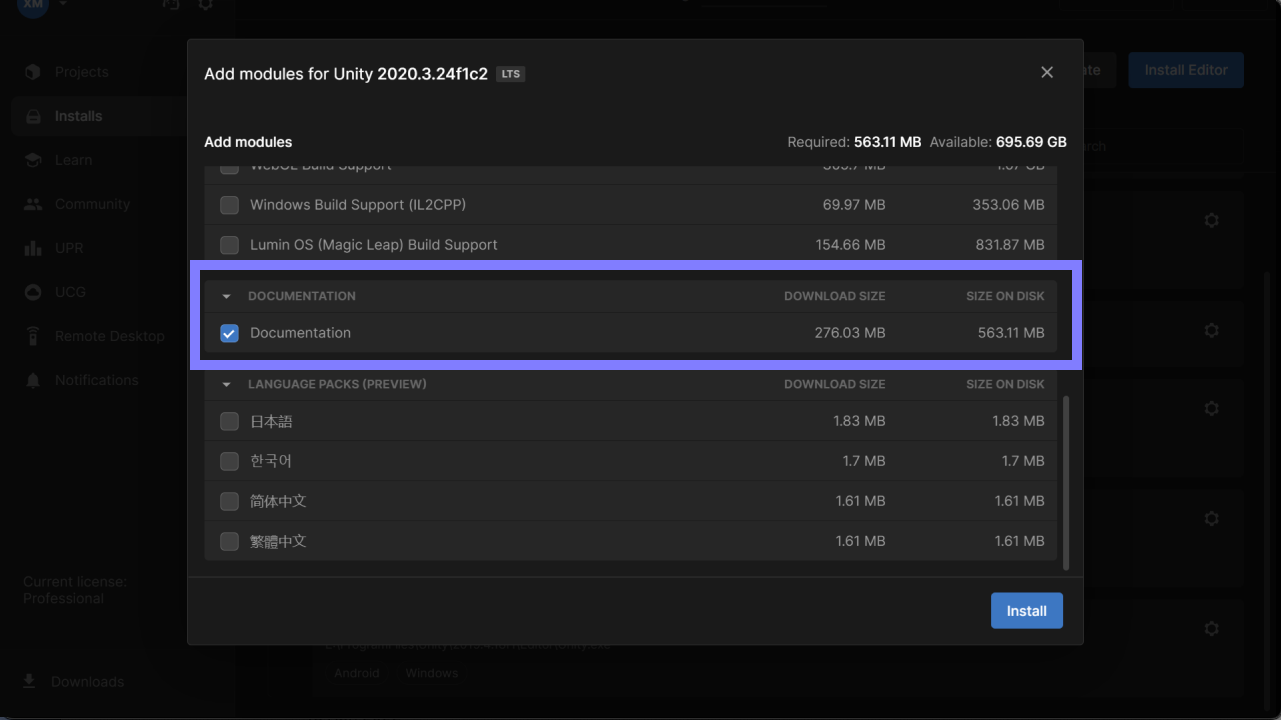 XM
Projects
Installs
Learn
Community
UPR
UCG
Remote Desktop
Notifications
Current license:
Professional
Downloads
Install Editor
Add modules for Unity 2020.3.24f1c2 LTS
Add modules Required: 563.11 MB Available: 695.69 GB
WebGL Build Support
Windows Build Support (IL2CPP) 69.97 MB 353.06 MB
Lumin OS (Magic Leap) Build Support 154.66 MB 831.87 MB
DOCUMENTATION DOWNLOAD SIZE SIZE ON DISK
Documentation 276.03 MB 563.11 MB
LANGUAGE PACKS (PREVIEW) DOWNLOAD SIZE SIZE ON DISK
日本語 1.83 MB 1.83 MB
한국어 1.7 MB 1.7 MB
简体中文 1.61 MB 1.61 MB
繁體中文 1.61 MB 1.61 MB
Install
Android Windows